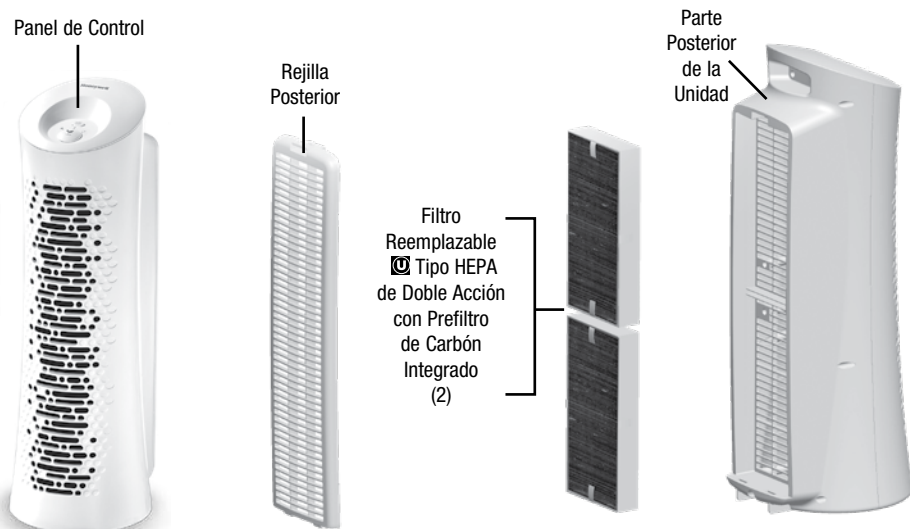 Panel de Control
Rejilla
Posterior
Filtro
Reemplazable
U Tipo HEPA
de Doble Acción
con Prefiltro
de Carbón
Integrado
(2)
Parte
Posterior
de la
Unidad